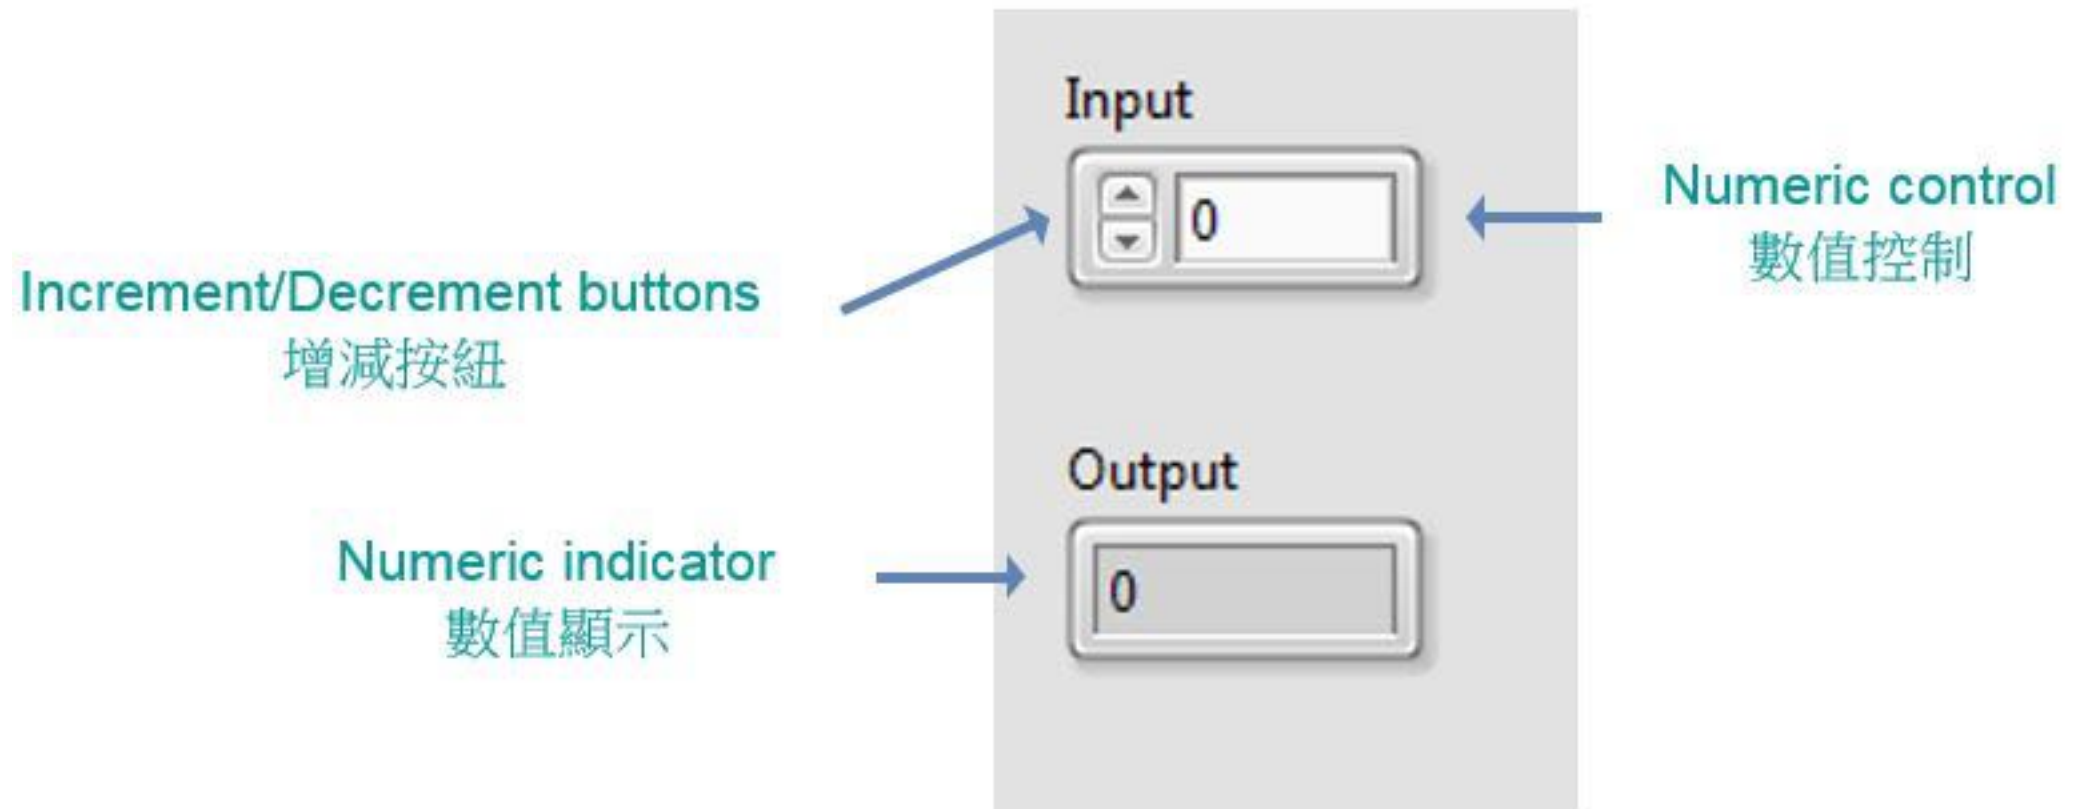 Input
0
Numeric control
數值控制
Increment/Decrement buttons
增減按紐
Output
Numeric indicator
數值顯示
0